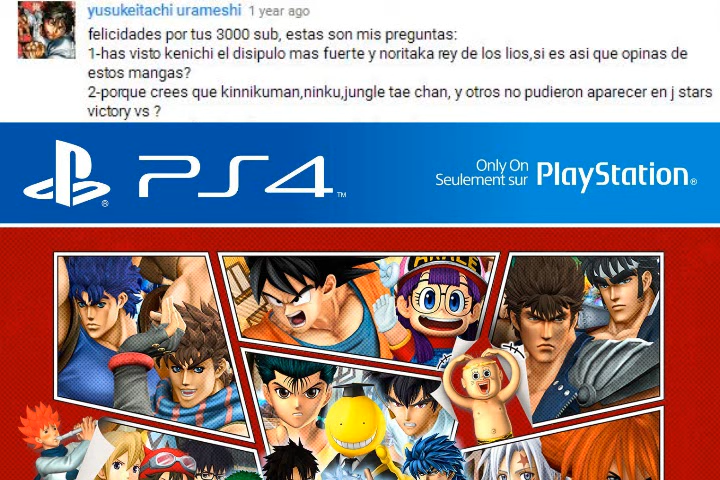 yusukeitachi urameshi 1 year ago
felicidades por tus 3000 sub, estas son mis preguntas:
1-has visto kenichi el disipulo mas fuerte y noritaka rey de los lios,si es asi que opinas de
estos mangas?
2-porque crees que kinnikuman,ninku,jungle tae chan, y otros no pudieron aparecer en j stars
victory vs ?
PS4™
Only On
Seulement sur
PlayStation®
ARALE